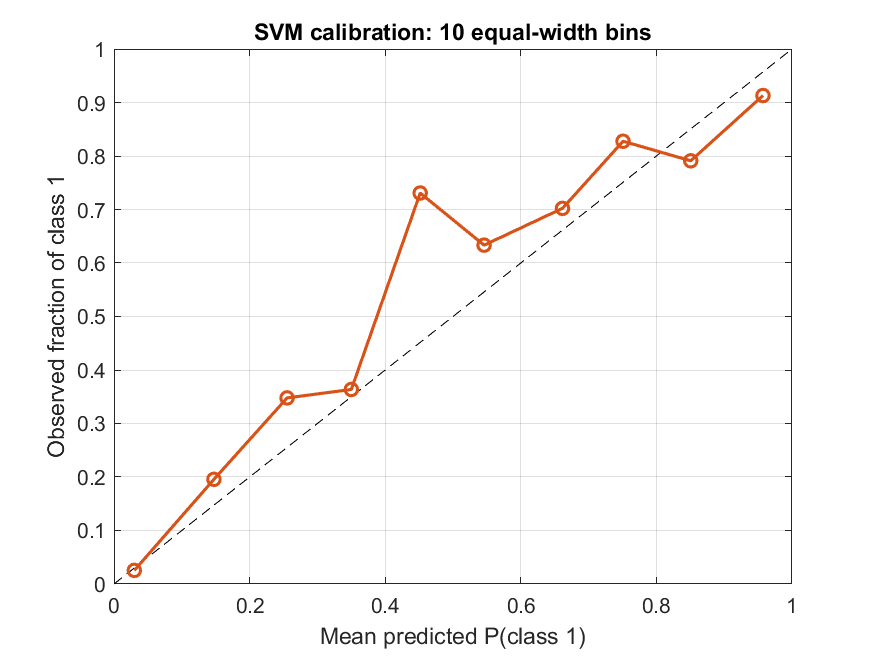 SVM calibration: 10 equal-width bins
1
0.9
0.8
0.7
0.6
0.5
0.4
0.3
0.2
0.1
0
Observed fraction of class 1
0 0.2 0.4 0.6 0.8 1
Mean predicted P(class 1)